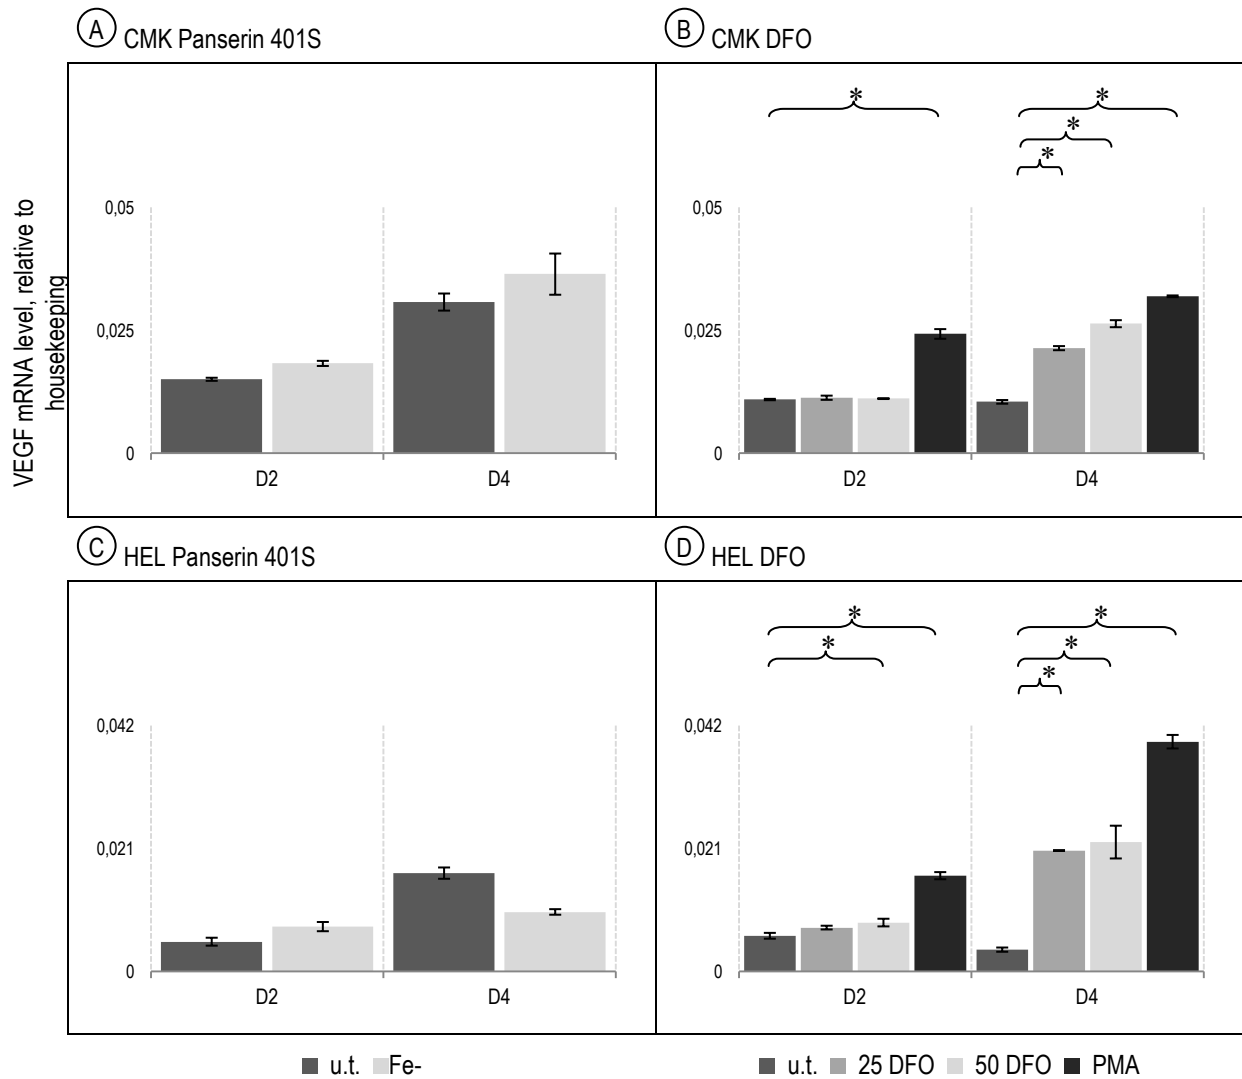 A CMK Panserin 401S
B CMK DFO
VEGF mRNA level, relative to
housekeeping
0,05
0,025
0
D2 D4
* * * *
0,05
0,025
0
D2 D4
C HEL Panserin 401S
D HEL DFO
0,042
0,021
0
D2 D4
* * * * *
0,042
0,021
0
D2 D4
u.t. Fe-
u.t. 25 DFO 50 DFO PMA